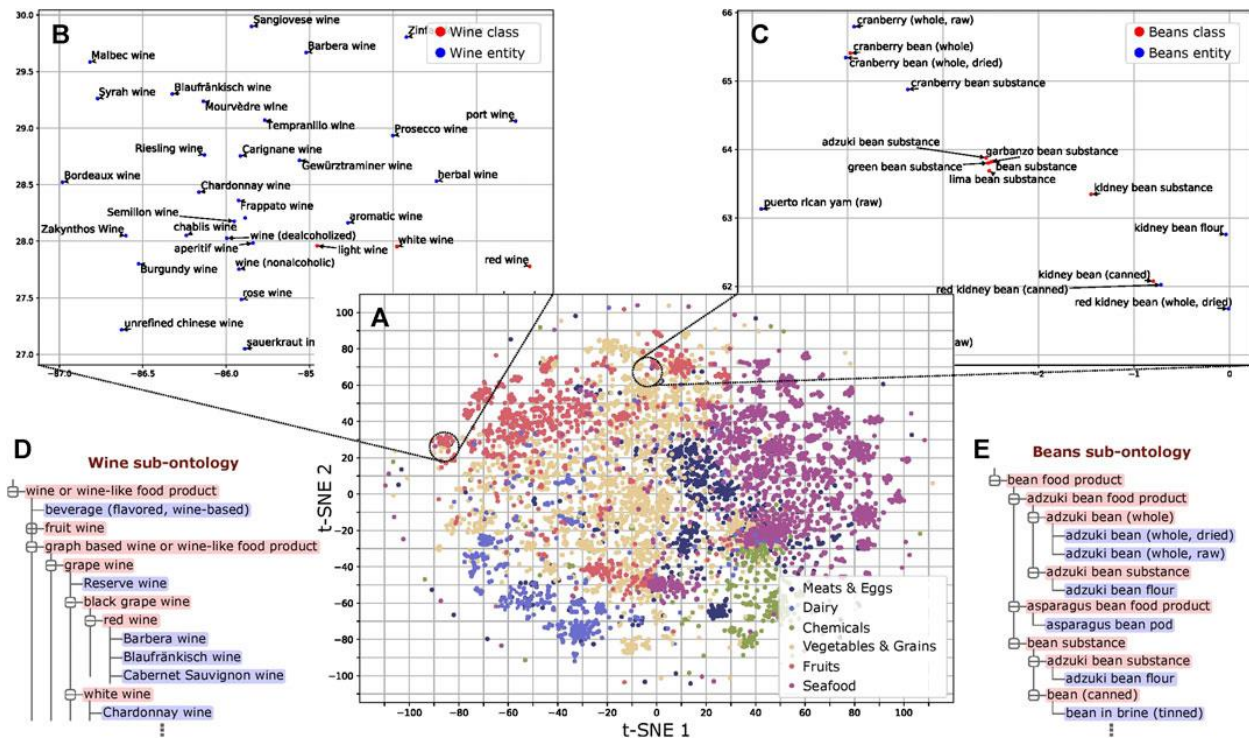 B
Wine class
Wine entity
30.0
29.5
29.0
28.5
28.0
27.5
27.0
−87.0
−86.5
−86.0
−85
Sangiovese wine
Barbera wine
Malbec wine
Syrah wine
Blaufränkisch wine
Mourvèdre wine
Tempranillo wine
Prosecco wine
port wine
Riesling wine
Carignane wine
Gewürztraminer wine
Bordeaux wine
Chardonnay wine
herbal wine
Frappato wine
Semillon wine
aromatic wine
Zakynthos Wine
chablis wine
wine (dealcoholized)
aperitif wine
light wine
white wine
Burgundy wine
wine (nonalcoholic)
red wine
rose wine
unrefined chinese wine
sauerkraut in
C
Beans class
Beans entity
66
65
64
63
62
−2
−1
0
cranberry (whole, raw)
cranberry bean (whole)
cranberry bean (whole, dried)
cranberry bean substance
adzuki bean substance
garbanzo bean substance
green bean substance
bean substance
lima bean substance
kidney bean substance
puerto rican yam (raw)
kidney bean flour
kidney bean (canned)
red kidney bean (canned)
red kidney bean (whole, dried)
aw)
A
100
80
60
40
20
0
−20
−40
−60
−80
−100
t-SNE 2
−100
−80
−60
−40
−20
0
20
40
60
80
100
t-SNE 1
Meats & Eggs
Dairy
Chemicals
Vegetables & Grains
Fruits
Seafood
D
Wine sub-ontology
wine or wine-like food product
beverage (flavored, wine-based)
fruit wine
graph based wine or wine-like food product
grape wine
Reserve wine
black grape wine
red wine
Barbera wine
Blaufränkisch wine
Cabernet Sauvignon wine
white wine
Chardonnay wine
E
Beans sub-ontology
bean food product
adzuki bean food product
adzuki bean (whole)
adzuki bean (whole, dried)
adzuki bean (whole, raw)
adzuki bean substance
adzuki bean flour
asparagus bean food product
asparagus bean pod
bean substance
adzuki bean substance
adzuki bean flour
bean (canned)
bean in brine (tinned)